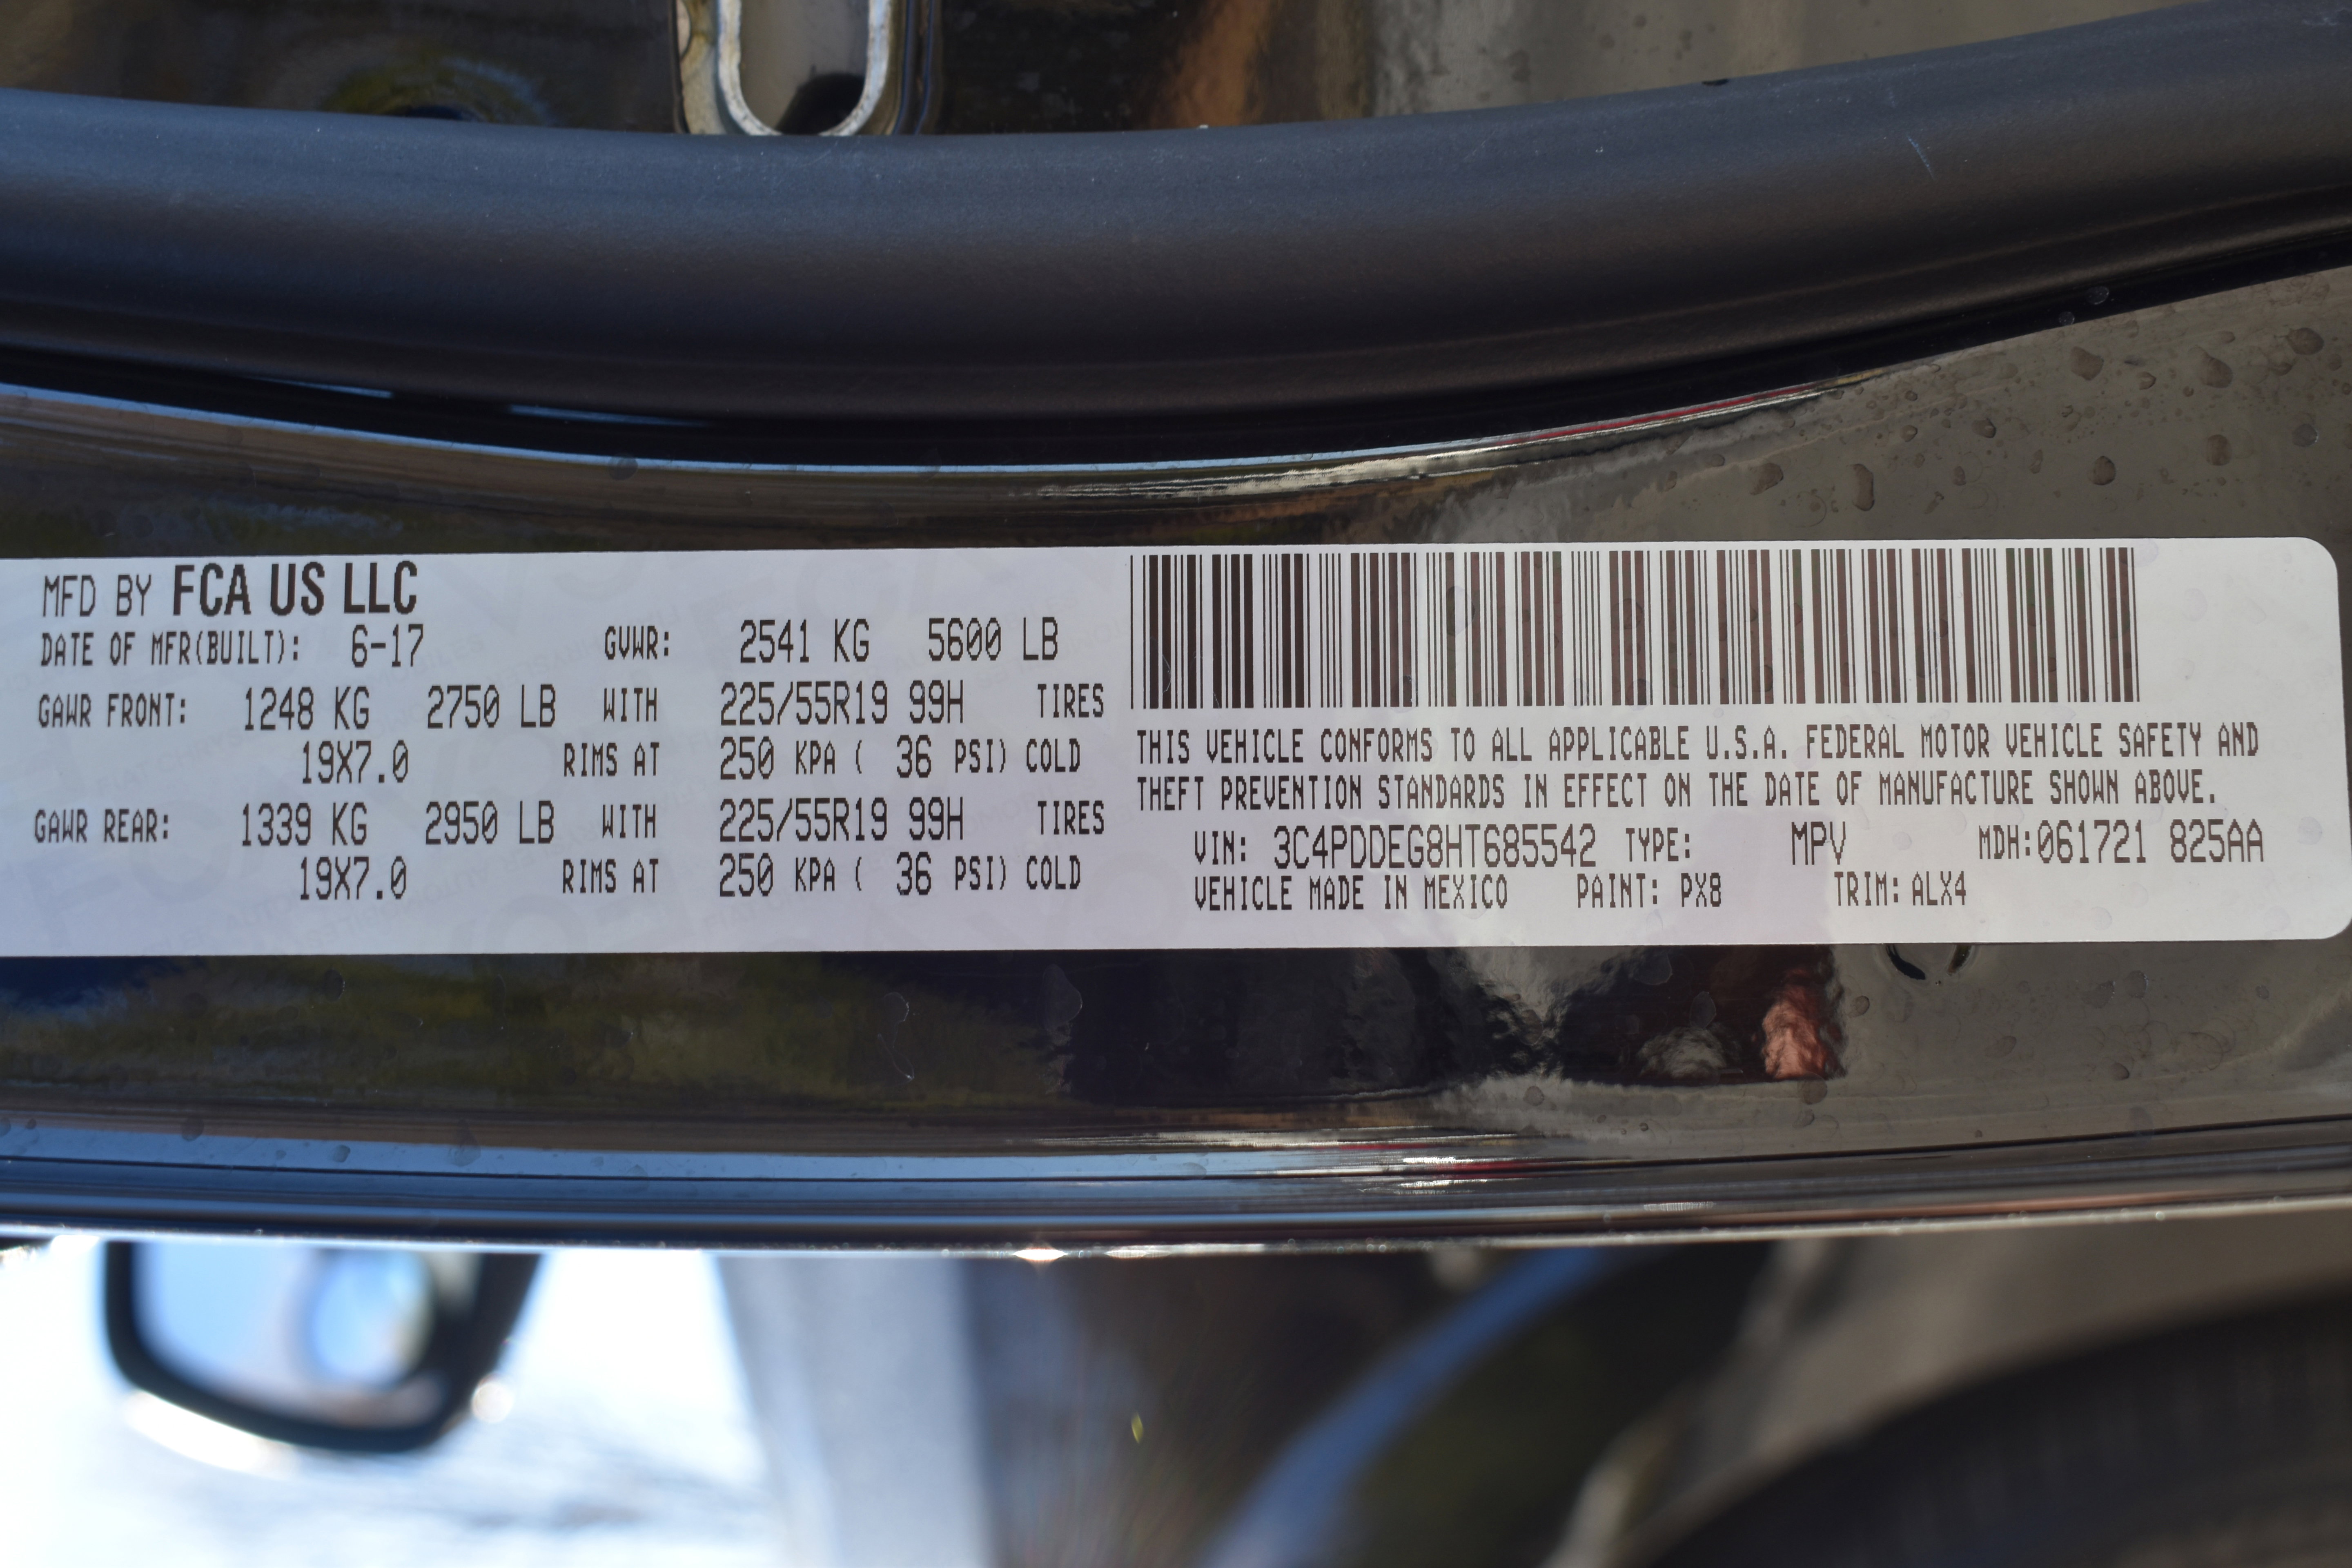 MFD BY FCA US LLC
DATE OF MFR(BUILT): 6-17 GVWR: 2541 KG 5600 LB
GAWR FRONT: 1248 KG 2750 LB WITH 225/55R19 99H TIRES
19X7.0 RIMS AT 250 KPA ( 36 PSI) COLD
GAWR REAR: 1339 KG 2950 LB WITH 225/55R19 99H TIRES
19X7.0 RIMS AT 250 KPA ( 36 PSI) COLD
THIS VEHICLE CONFORMS TO ALL APPLICABLE U.S.A. FEDERAL MOTOR VEHICLE SAFETY AND
THEFT PREVENTION STANDARDS IN EFFECT ON THE DATE OF MANUFACTURE SHOWN ABOVE.
VIN: 3C4PDDEG8HT685542 TYPE: MPV MDH:061721 825AA
VEHICLE MADE IN MEXICO PAINT: PX8 TRIM: ALX4